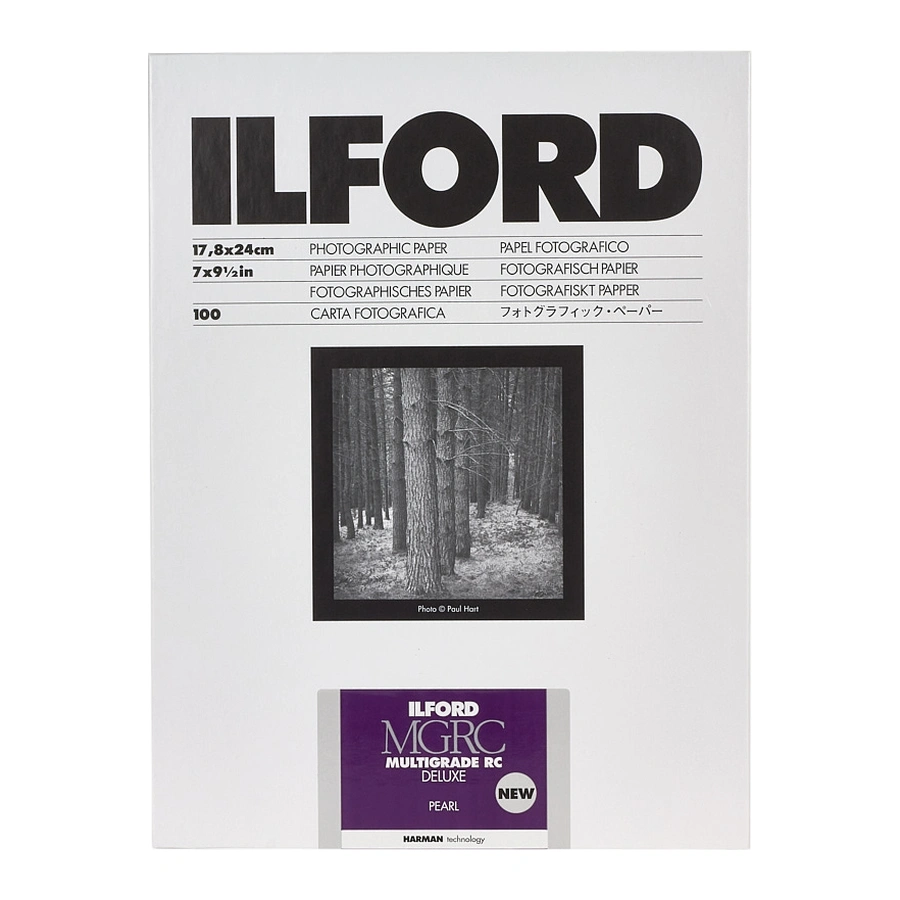 ILFORD
17,8x24cm PHOTOGRAPHIC PAPER PAPEL FOTOGRAFICO
7x9½in PAPIER PHOTOGRAPHIQUE FOTOGRAFISCH PAPIER
FOTOGRAPHISCHES PAPIER FOTOGRAFISKT PAPPER
100 CARTA FOTOGRAFICA フォトグラフィック・ペーパー
Photo © Paul Hart
ILFORD
MGRC
MULTIGRADE RC
DELUXE
NEW
PEARL
HARMAN technology